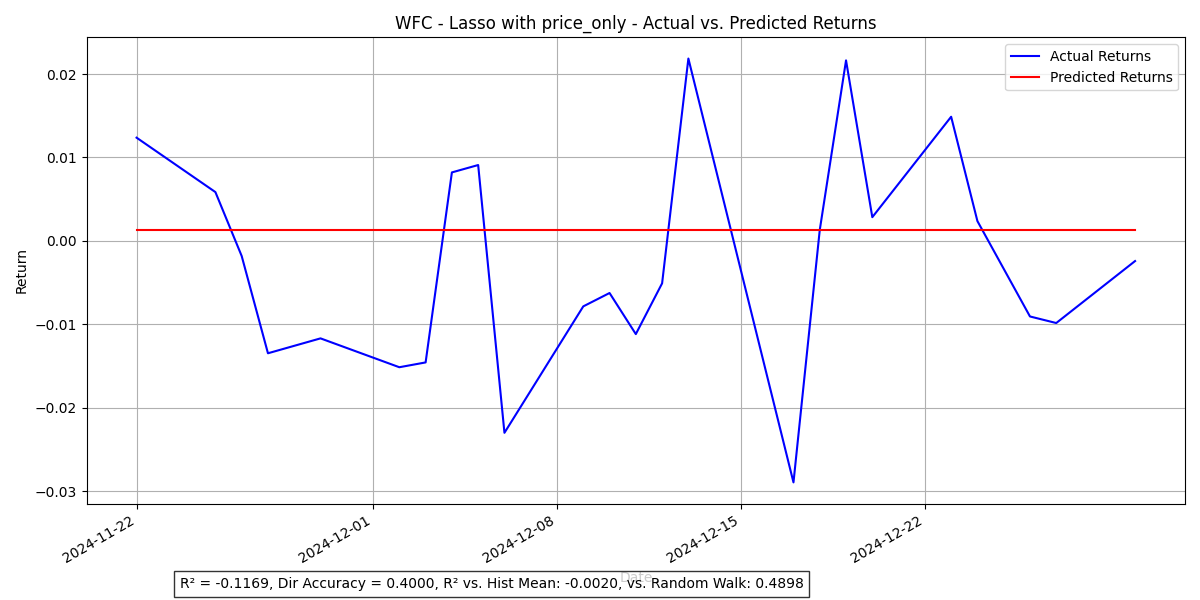 WFC - Lasso with price_only - Actual vs. Predicted Returns
Actual Returns
Predicted Returns
Return
0.02
0.01
0.00
−0.01
−0.02
−0.03
2024-11-22
2024-12-01
2024-12-08
2024-12-15
2024-12-22
Date
R² = -0.1169, Dir Accuracy = 0.4000, R² vs. Hist Mean: -0.0020, vs. Random Walk: 0.4898